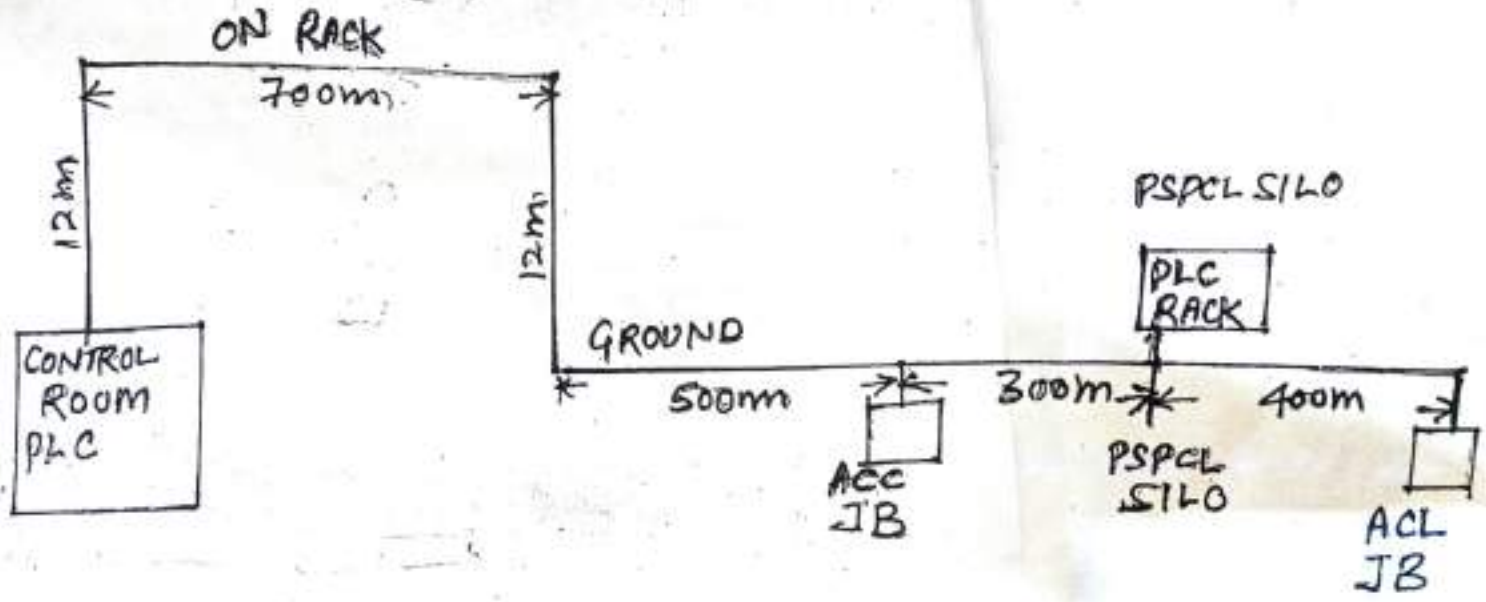 ON RACK
700m
12m
12m
CONTROL
ROOM
PLC
GROUND
500m
ACC
JB
300m
PSPCL SILO
PLC
RACK
PSPCL
SILO
400m
ACL
JB